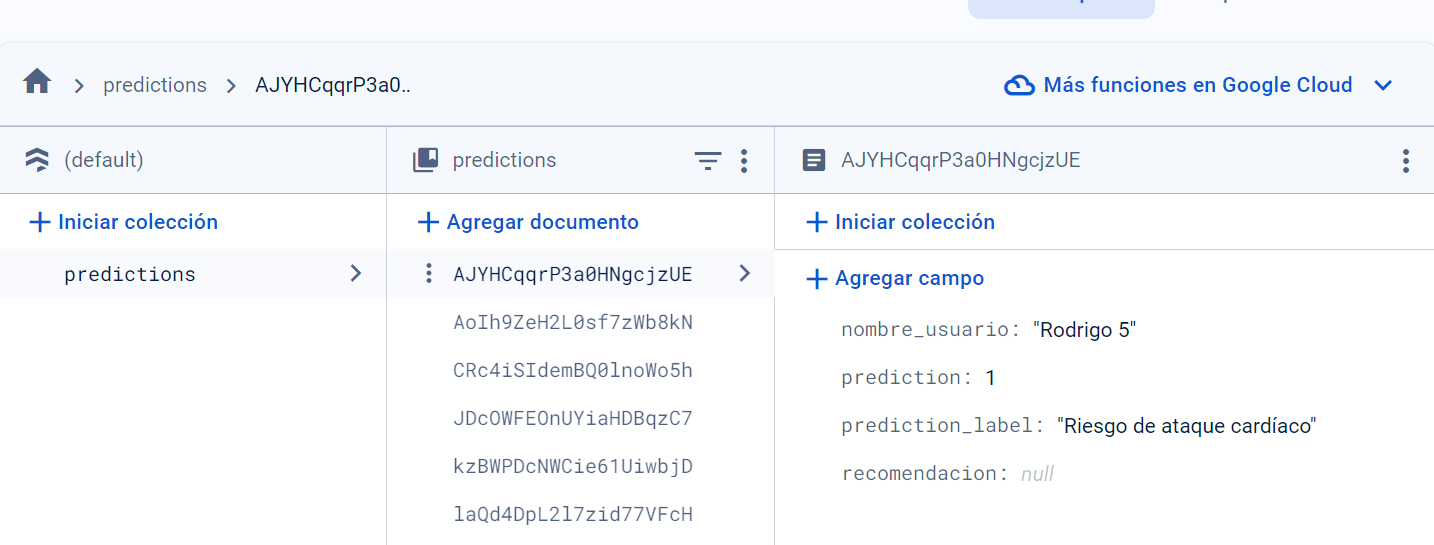 predictions
AJYHCqqrP3a0..
Más funciones en Google Cloud
(default)
predictions
AJYHCqqrP3a0HNgcjzUE
Iniciar colección
Agregar documento
Iniciar colección
predictions
AJYHCqqrP3a0HNgcjzUE
Agregar campo
AoIh9ZeH2L0sf7zWb8kN
nombre_usuario: "Rodrigo 5"
CRc4iSIdemBQ0lnoWo5h
prediction: 1
JDcOWFEOnUYiaHDBqzC7
prediction_label: "Riesgo de ataque cardíaco"
kzBWPDcNWCie61UiwbjD
recomendacion: null
laQd4DpL2l7zid77VFcH